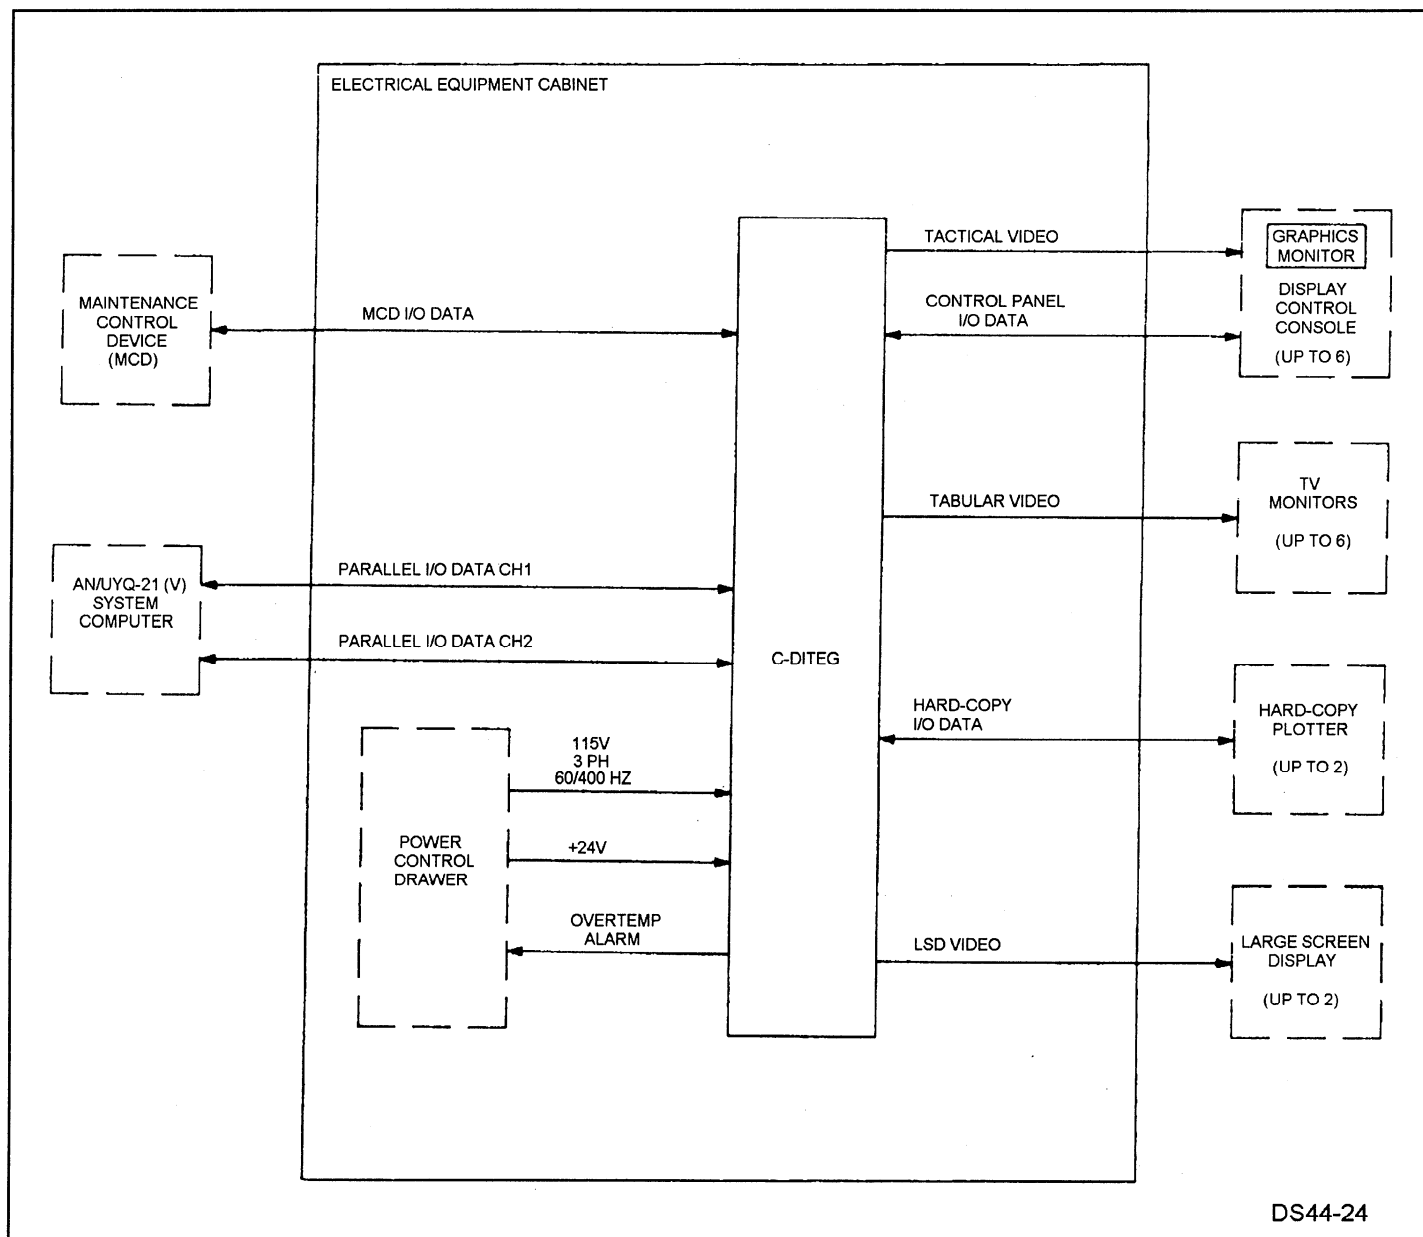 ELECTRICAL EQUIPMENT CABINET
MAINTENANCE
CONTROL
DEVICE
(MCD)
MCD I/O DATA
AN/UYQ-21 (V)
SYSTEM
COMPUTER
PARALLEL I/O DATA CH1
PARALLEL I/O DATA CH2
POWER
CONTROL
DRAWER
115V
3 PH
60/400 HZ
+24V
OVERTEMP
ALARM
C-DITEG
TACTICAL VIDEO
CONTROL PANEL
I/O DATA
GRAPHICS
MONITOR
DISPLAY
CONTROL
CONSOLE
(UP TO 6)
TABULAR VIDEO
TV
MONITORS
(UP TO 6)
HARD-COPY
I/O DATA
HARD-COPY
PLOTTER
(UP TO 2)
LSD VIDEO
LARGE SCREEN
DISPLAY
(UP TO 2)
DS44-24